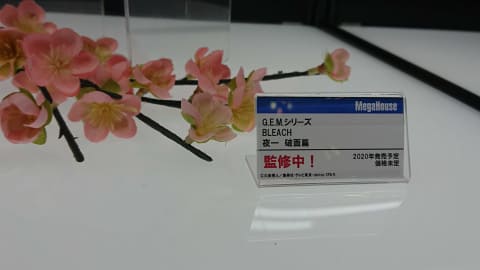 MegaHouse
G.E.M.シリーズ
BLEACH
夜一 破面篇
監修中！
2020年発売予定
価格未定